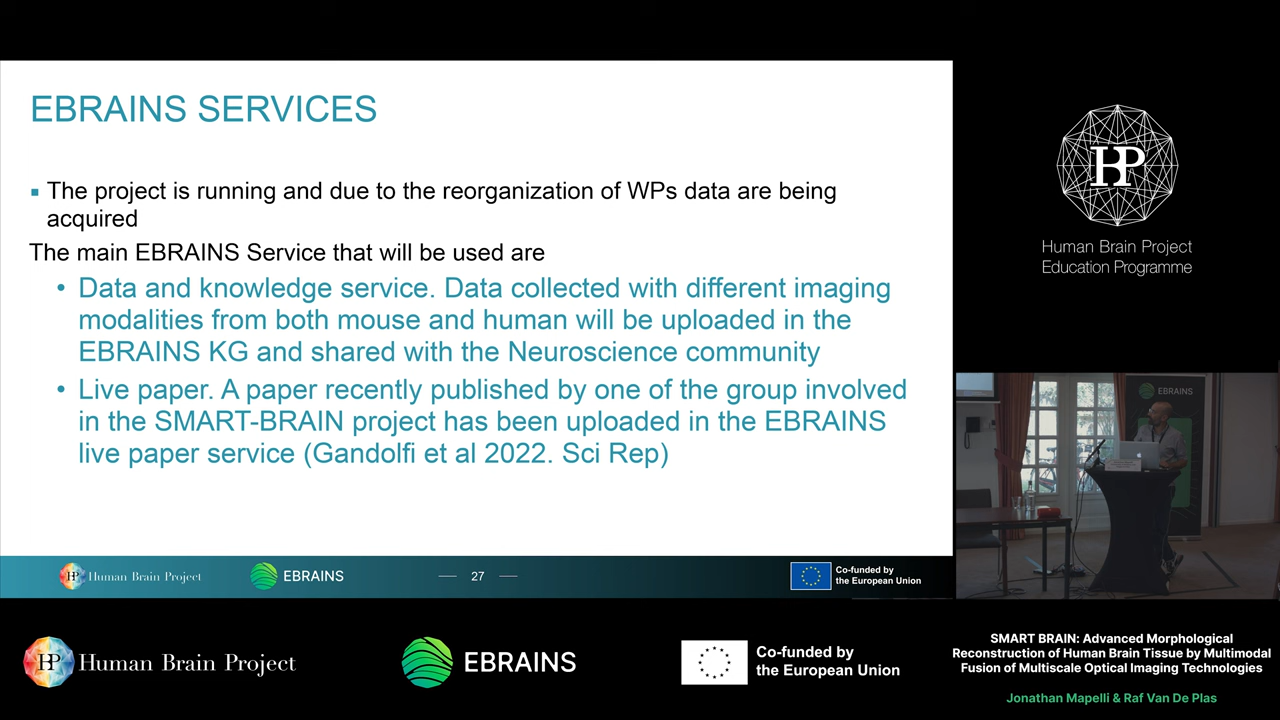 EBRAINS SERVICES
The project is running and due to the reorganization of WPs data are being
acquired
The main EBRAINS Service that will be used are
• Data and knowledge service. Data collected with different imaging
modalities from both mouse and human will be uploaded in the
EBRAINS KG and shared with the Neuroscience community
• Live paper. A paper recently published by one of the group involved
in the SMART-BRAIN project has been uploaded in the EBRAINS
live paper service (Gandolfi et al 2022. Sci Rep)
HP Human Brain Project
EBRAINS
27
Co-funded by
the European Union
HP
Human Brain Project
Education Programme
EBRAINS
HP Human Brain Project
EBRAINS
Co-funded by
the European Union
SMART BRAIN: Advanced Morphological
Reconstruction of Human Brain Tissue by Multimodal
Fusion of Multiscale Optical Imaging Technologies
Jonathan Mapelli & Raf Van De Plas